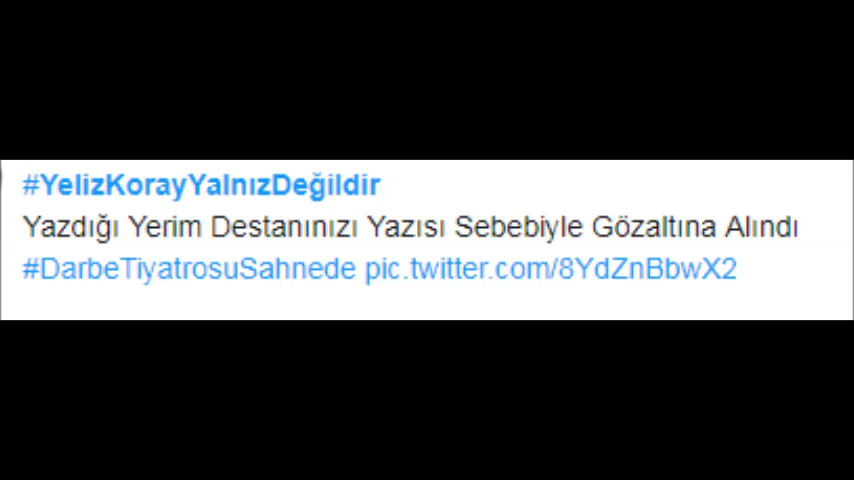 #YelizKorayYalnızDeğildir
Yazdığı Yerim Destanınızı Yazısı Sebebiyle Gözaltına Alındı
#DarbeTiyatrosuSahnede pic.twitter.com/8YdZnBbwX2